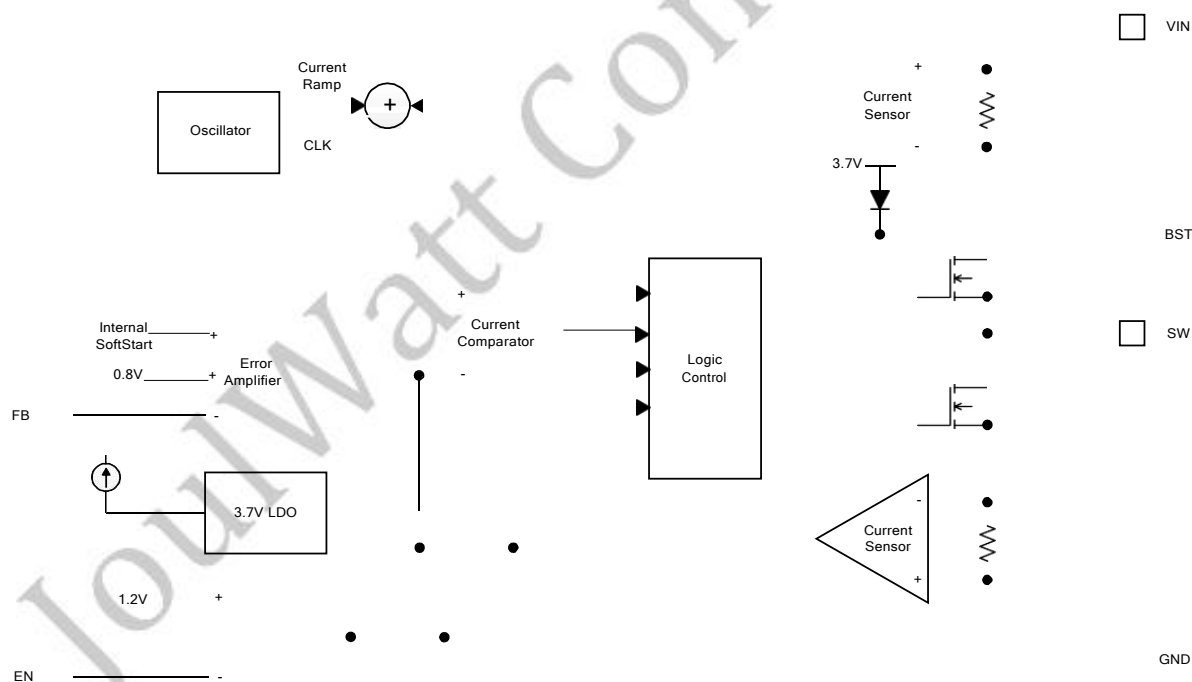 VIN
Current
Ramp
+
Current
Sensor
+
-
Oscillator
CLK
3.7V
BST
+
Current
Comparator
-
Internal
SoftStart
+
0.8V
+
Error
Amplifier
FB
-
Logic
Control
SW
3.7V LDO
-
Current
Sensor
+
1.2V
+
EN
-
GND
JoulWatt Con